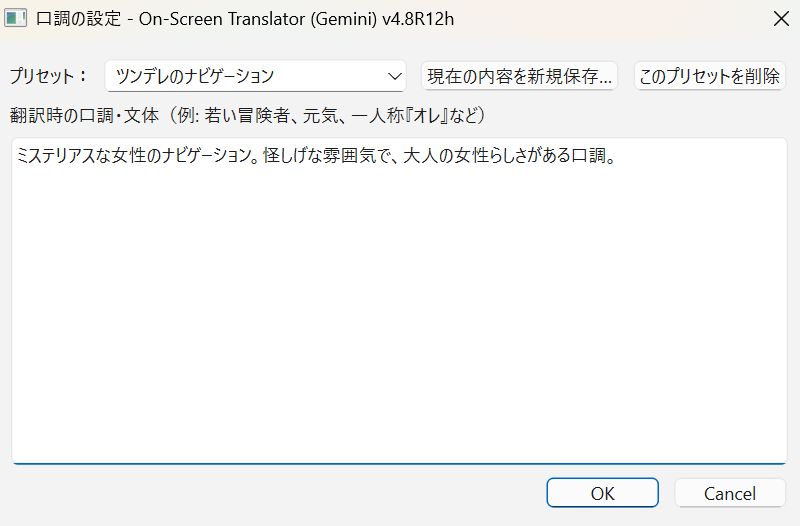 口調の設定 - On-Screen Translator (Gemini) v4.8R12h
プリセット： ツンデレのナビゲーション 現在の内容を新規保存... このプリセットを削除
翻訳時の口調・文体（例: 若い冒険者、元気、一人称『オレ』など）
ミステリアスな女性のナビゲーション。怪しげな雰囲気で、大人の女性らしさがある口調。
OK Cancel